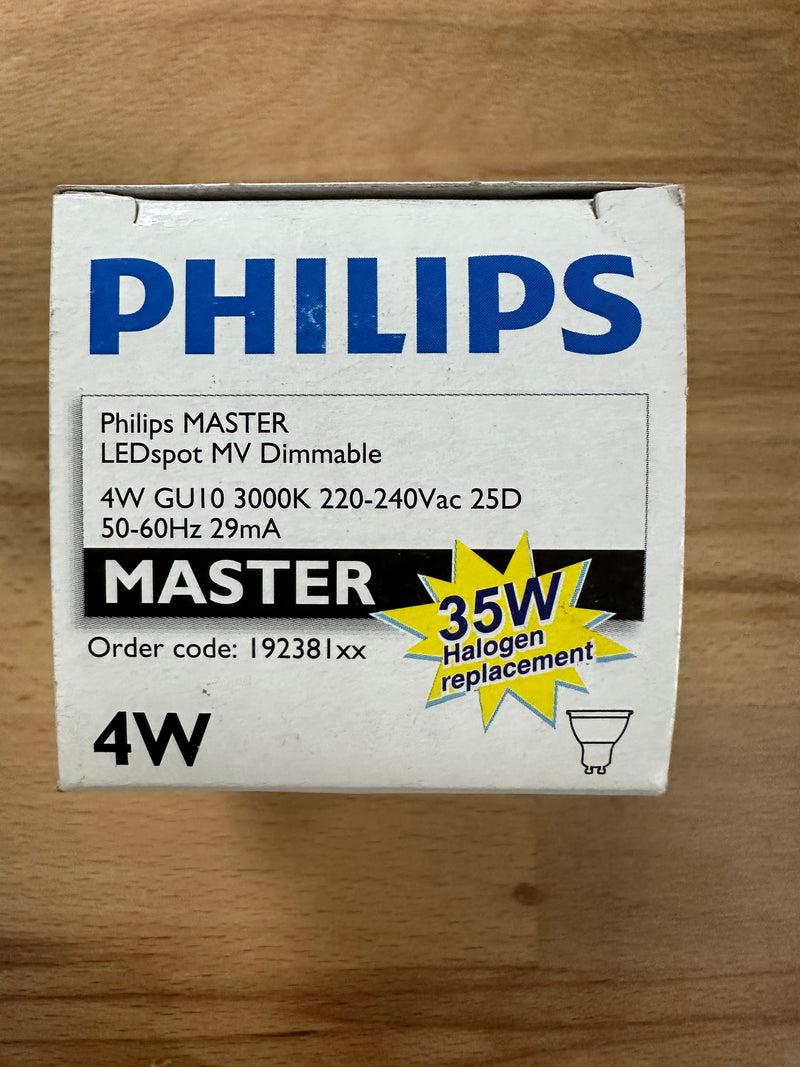 PHILIPS
Philips MASTER
LEDspot MV Dimmable
4W GU10 3000K 220-240Vac 25D
50-60Hz 29mA
MASTER
35W
Halogen
replacement
Order code: 192381xx
4W